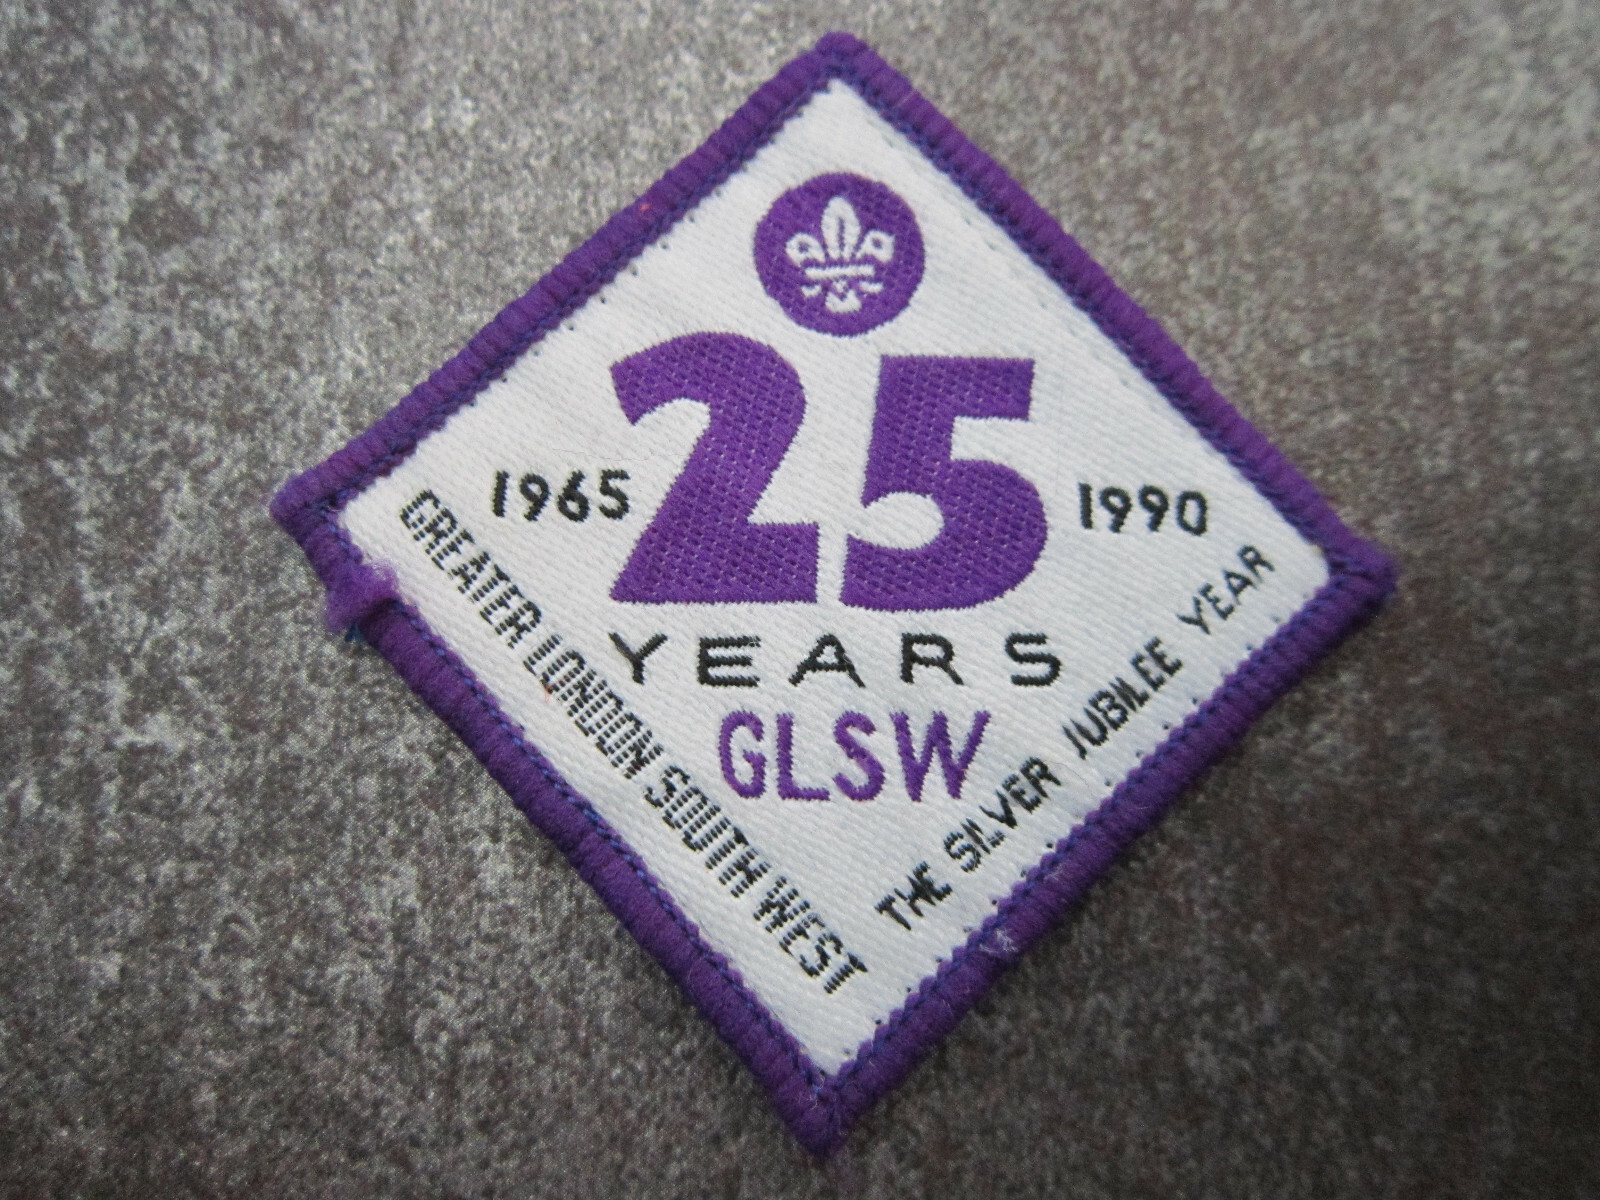 25
1965 1990
YEARS
GLSW
GREATER LONDON SOUTH WEST
THE SILVER JUBILEE YEAR